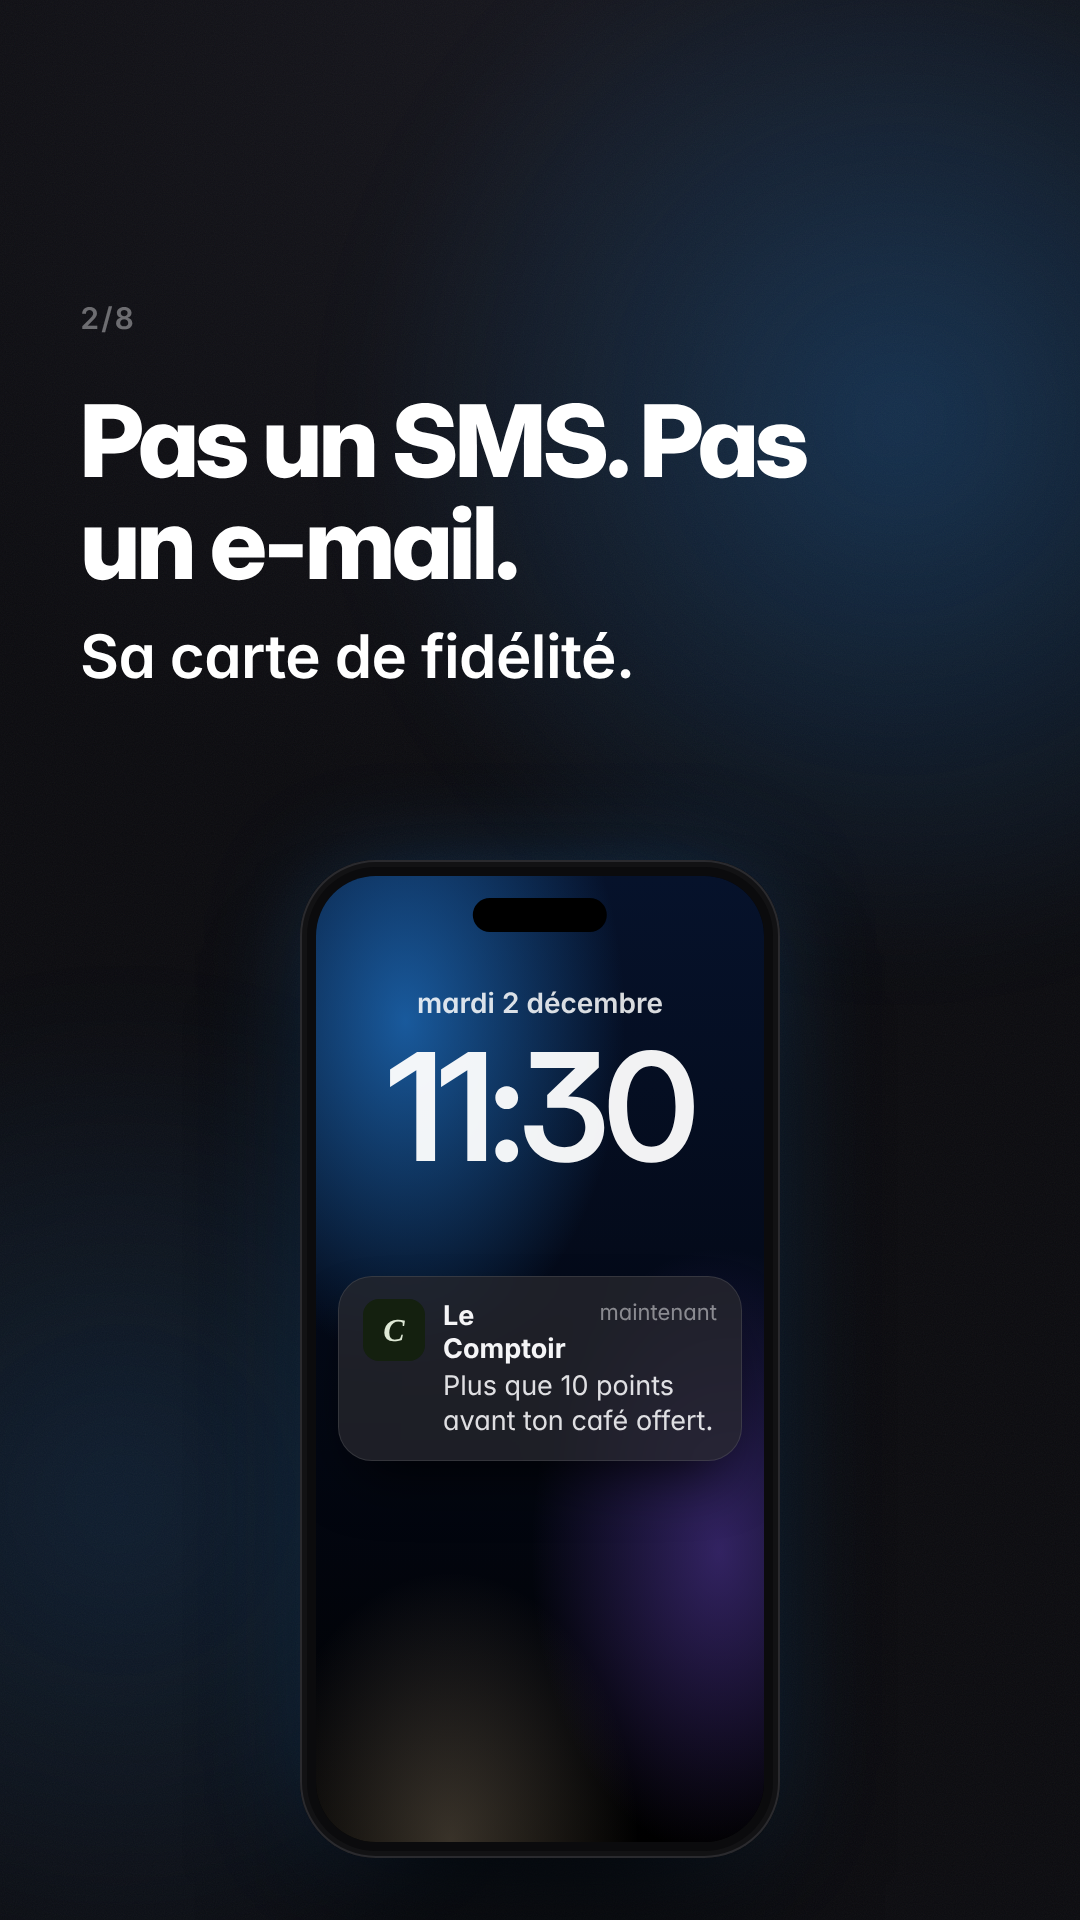 2/8
Pas un SMS. Pas
un e-mail.
Sa carte de fidélité.
mardi 2 décembre
11:30
C
Le
Comptoir
maintenant
Plus que 10 points
avant ton café offert.